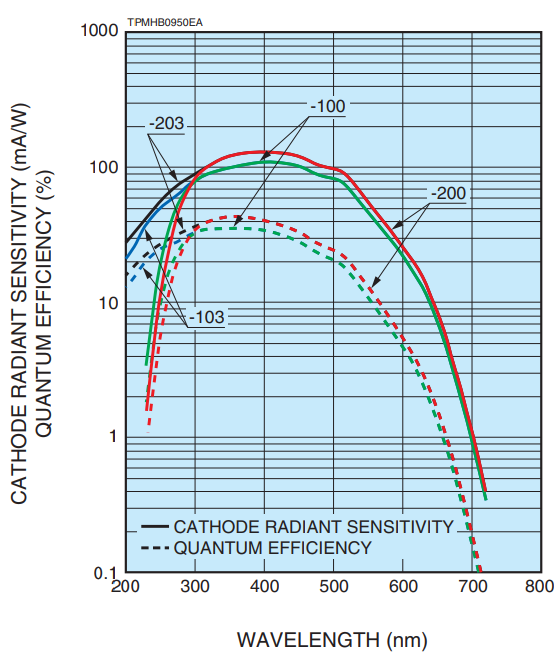 TPMHB0950EA
1000
-100
-203
100
-200
CATHODE RADIANT SENSITIVITY (mA/W)
QUANTUM EFFICIENCY (%)
10
-103
1
CATHODE RADIANT SENSITIVITY
QUANTUM EFFICIENCY
0.1
200 300 400 500 600 700 800
WAVELENGTH (nm)